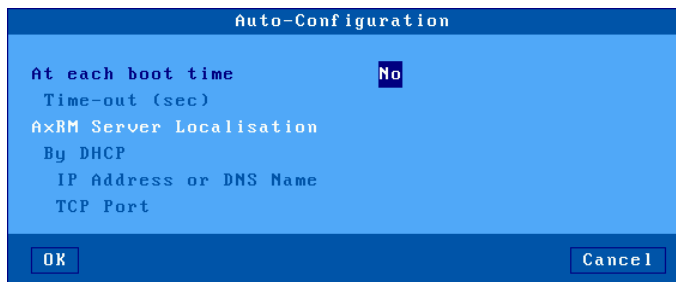 Auto-Configuration
At each boot time No
Time-out (sec)
AxRM Server Localisation
By DHCP
IP Address or DNS Name
TCP Port
OK Cancel